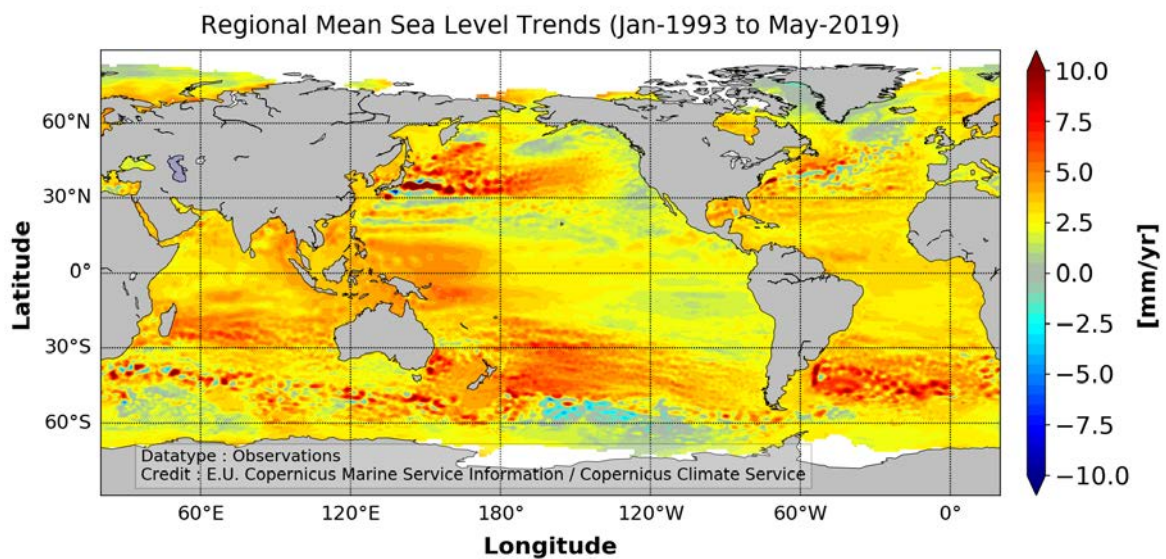 Regional Mean Sea Level Trends (Jan-1993 to May-2019)
60°N
30°N
0°
30°S
60°S
Latitude
Datatype : Observations
Credit : E.U. Copernicus Marine Service Information / Copernicus Climate Service
60°E
120°E
180°
120°W
60°W
0°
Longitude
10.0
7.5
5.0
2.5
0.0
−2.5
−5.0
−7.5
−10.0
[mm/yr]